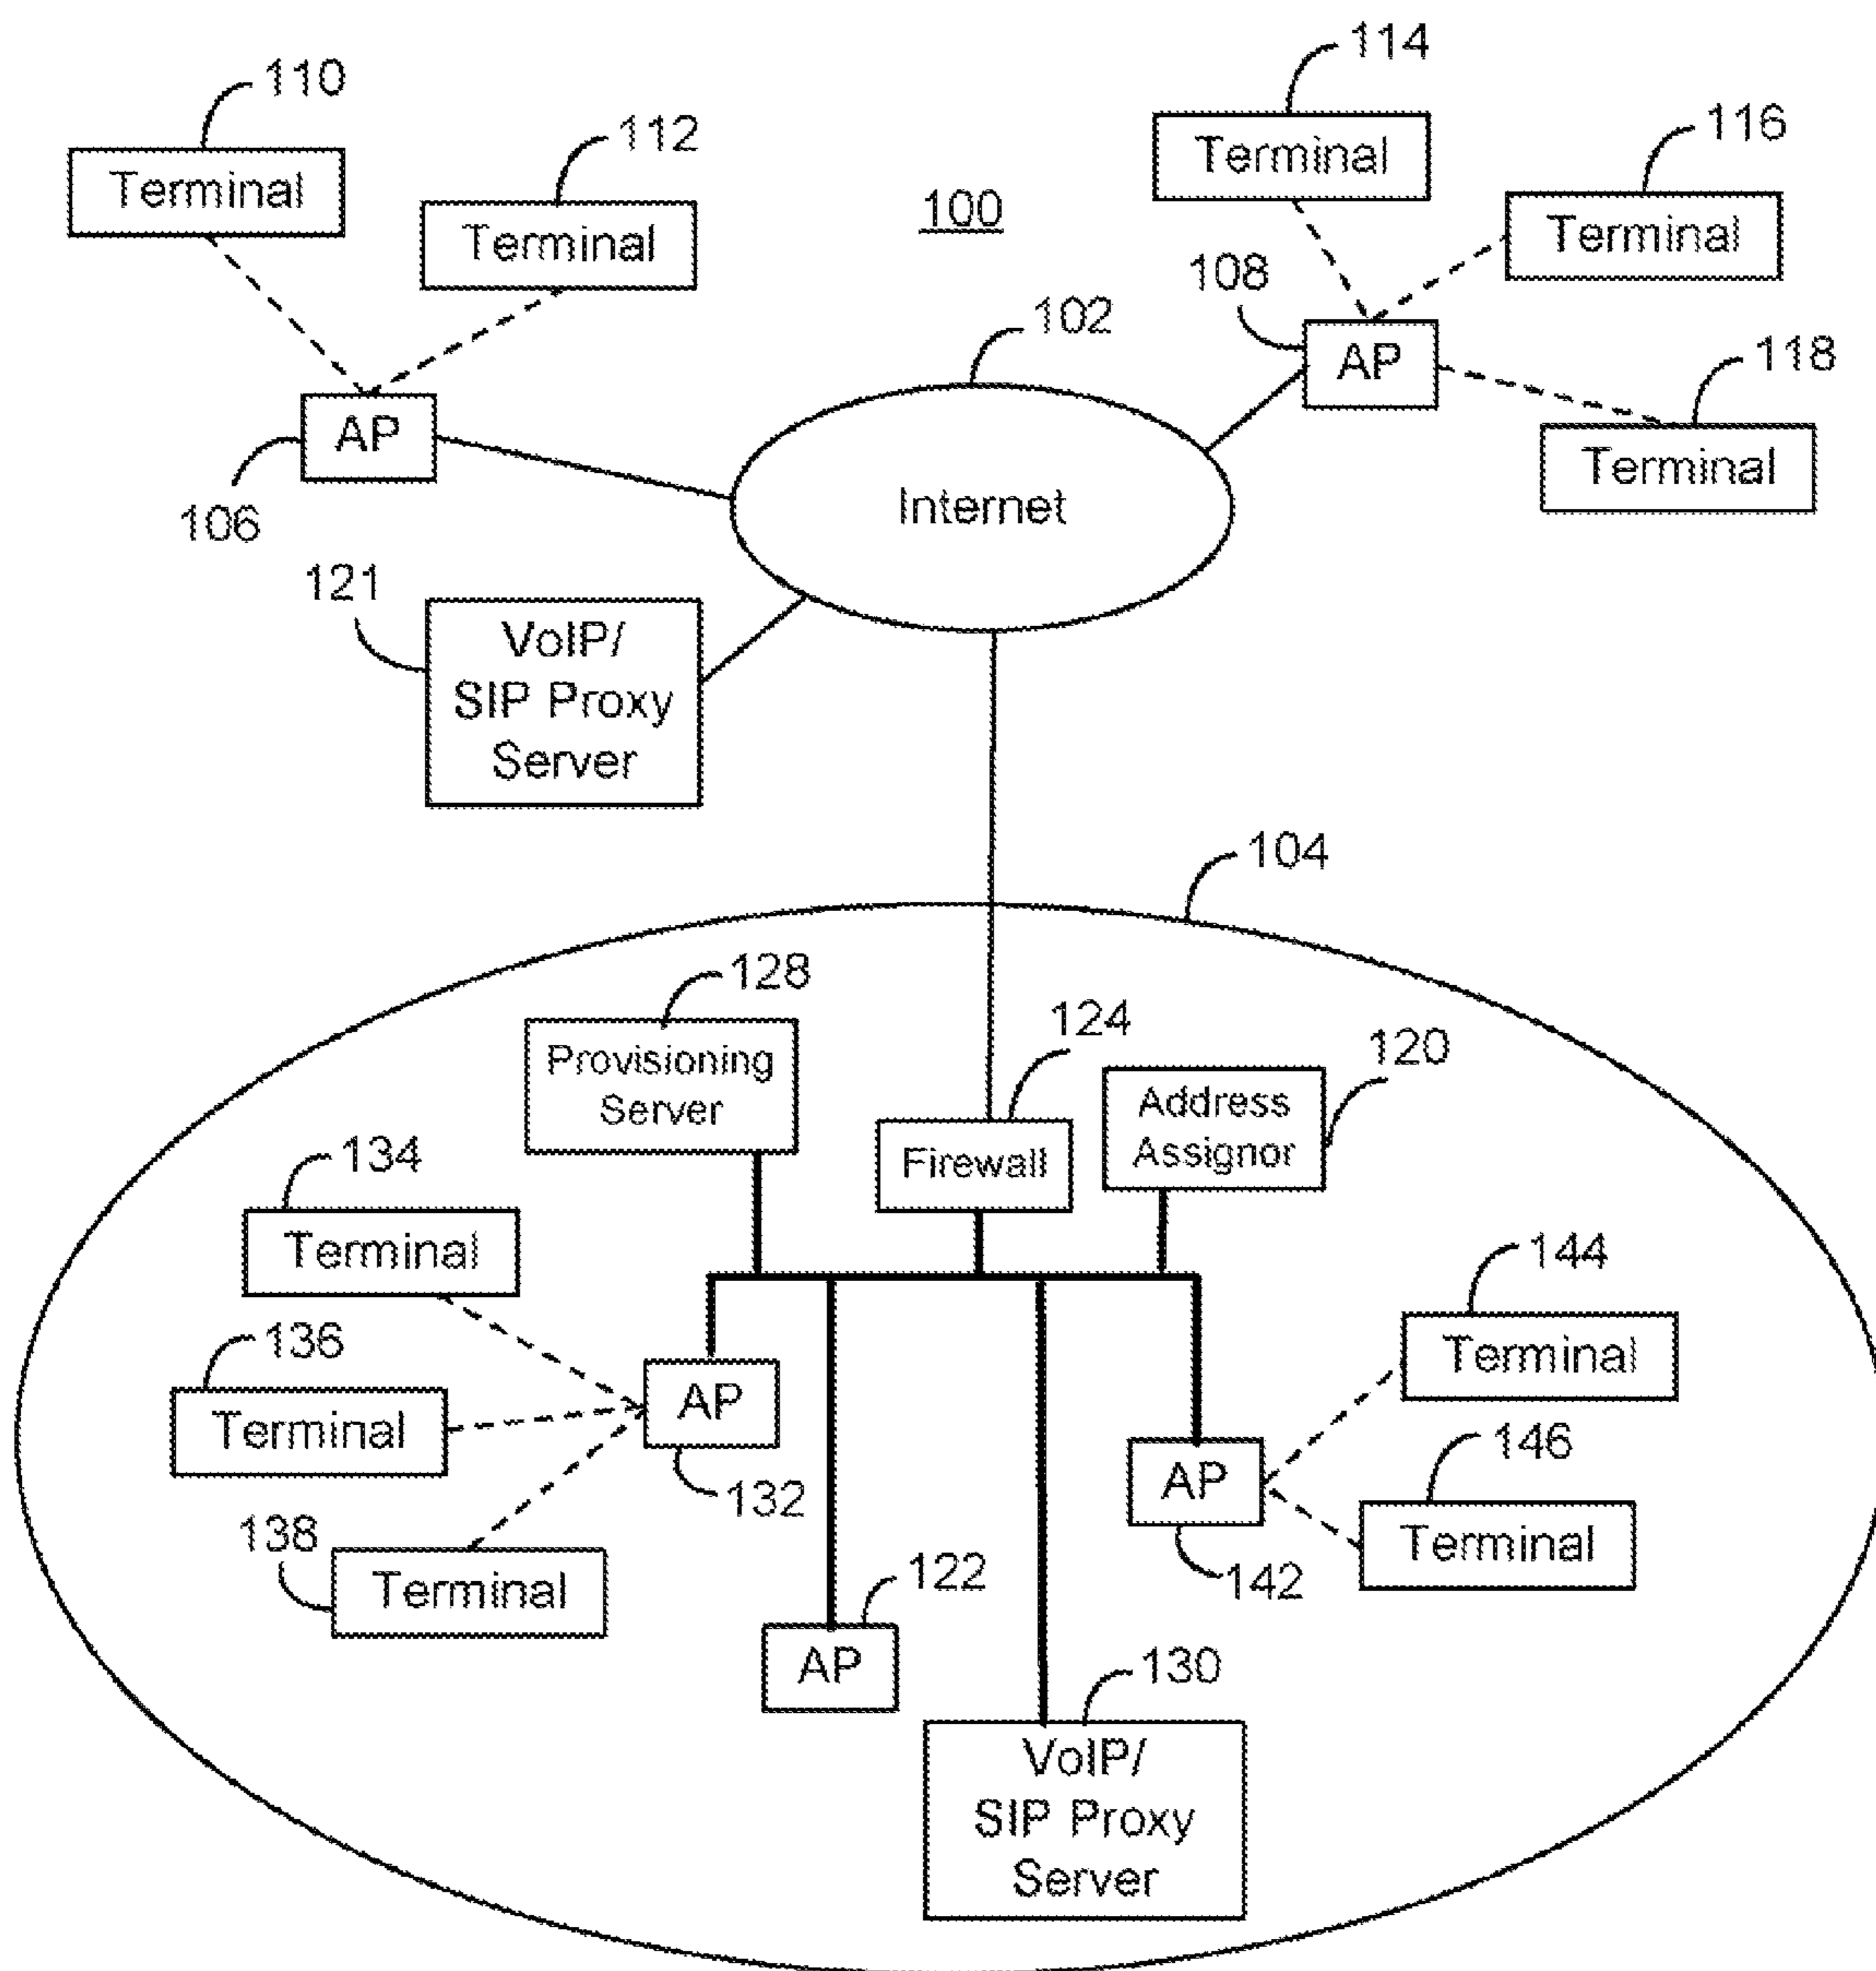 110
114
Terminal
112
Terminal
116
Terminal
100
Terminal
108
102
AP
118
AP
Terminal
106
Internet
121
VoIP/
SIP Proxy
Server
104
128
124
120
Provisioning
Server
Address
Assignor
Firewall
134
Terminal
144
Terminal
136
Terminal
AP
132
146
AP
Terminal
138
Terminal
122
142
AP
130
VoIP/
SIP Proxy
Server